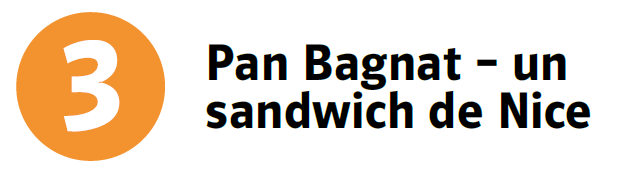 3
Pan Bagnat – un
sandwich de Nice